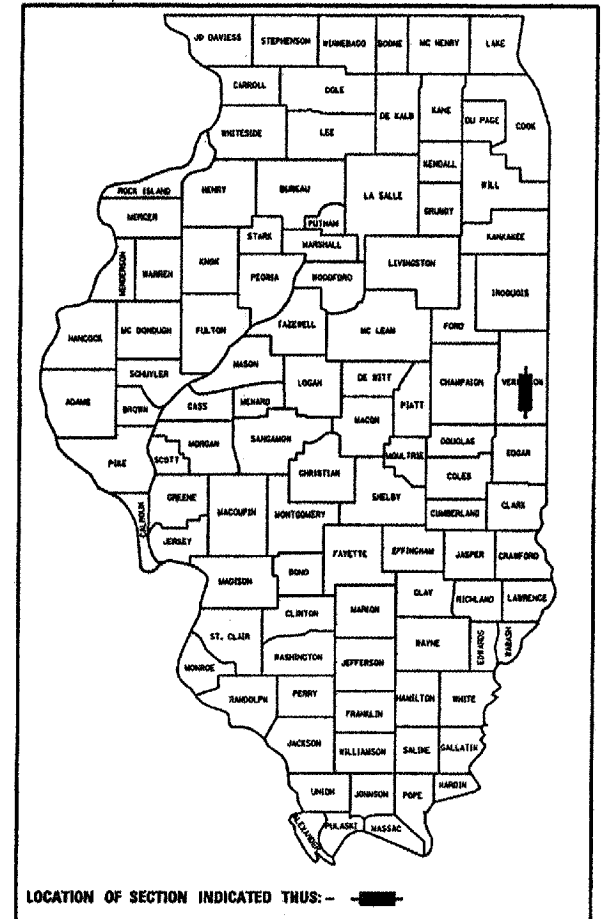 JO DAVIESS STEPHENSON WINNEBAGO BOONE MC HENRY LAKE
CARROLL OGLE DE KALB KANE DU PAGE COOK
WHITESIDE LEE
KENDALL WILL
ROCK ISLAND HENRY BUREAU LA SALLE GRUNDY
MERCER PUTNAM KANKAKEE
HENDERSON WARREN KNOX STARK MARSHALL LIVINGSTON
PEORIA WOODFORD IROQUOIS
HANCOCK MC DONOUGH FULTON TAZEWELL MC LEAN FORD
SCHUYLER MASON LOGAN DE WITT CHAMPAIGN
ADAMS BROWN CASS MENARD MACON PIATT
PIKE SCOTT MORGAN SANGAMON CHRISTIAN MOULTRIE DOUGLAS EDGAR
COLES
CALHOUN GREENE MACOUPIN MONTGOMERY SHELBY CUMBERLAND CLARK
JERSEY FAYETTE EFFINGHAM JASPER CRAWFORD
MADISON BOND CLAY RICHLAND LAWRENCE
CLINTON MARION
ST. CLAIR WASHINGTON JEFFERSON WAYNE EDWARDS WABASH
MONROE
RANDOLPH PERRY FRANKLIN HAMILTON WHITE
JACKSON WILLIAMSON SALINE GALLATIN
UNION JOHNSON POPE HARDIN
ALEXANDER PULASKI MASSAC
LOCATION OF SECTION INDICATED THUS:-